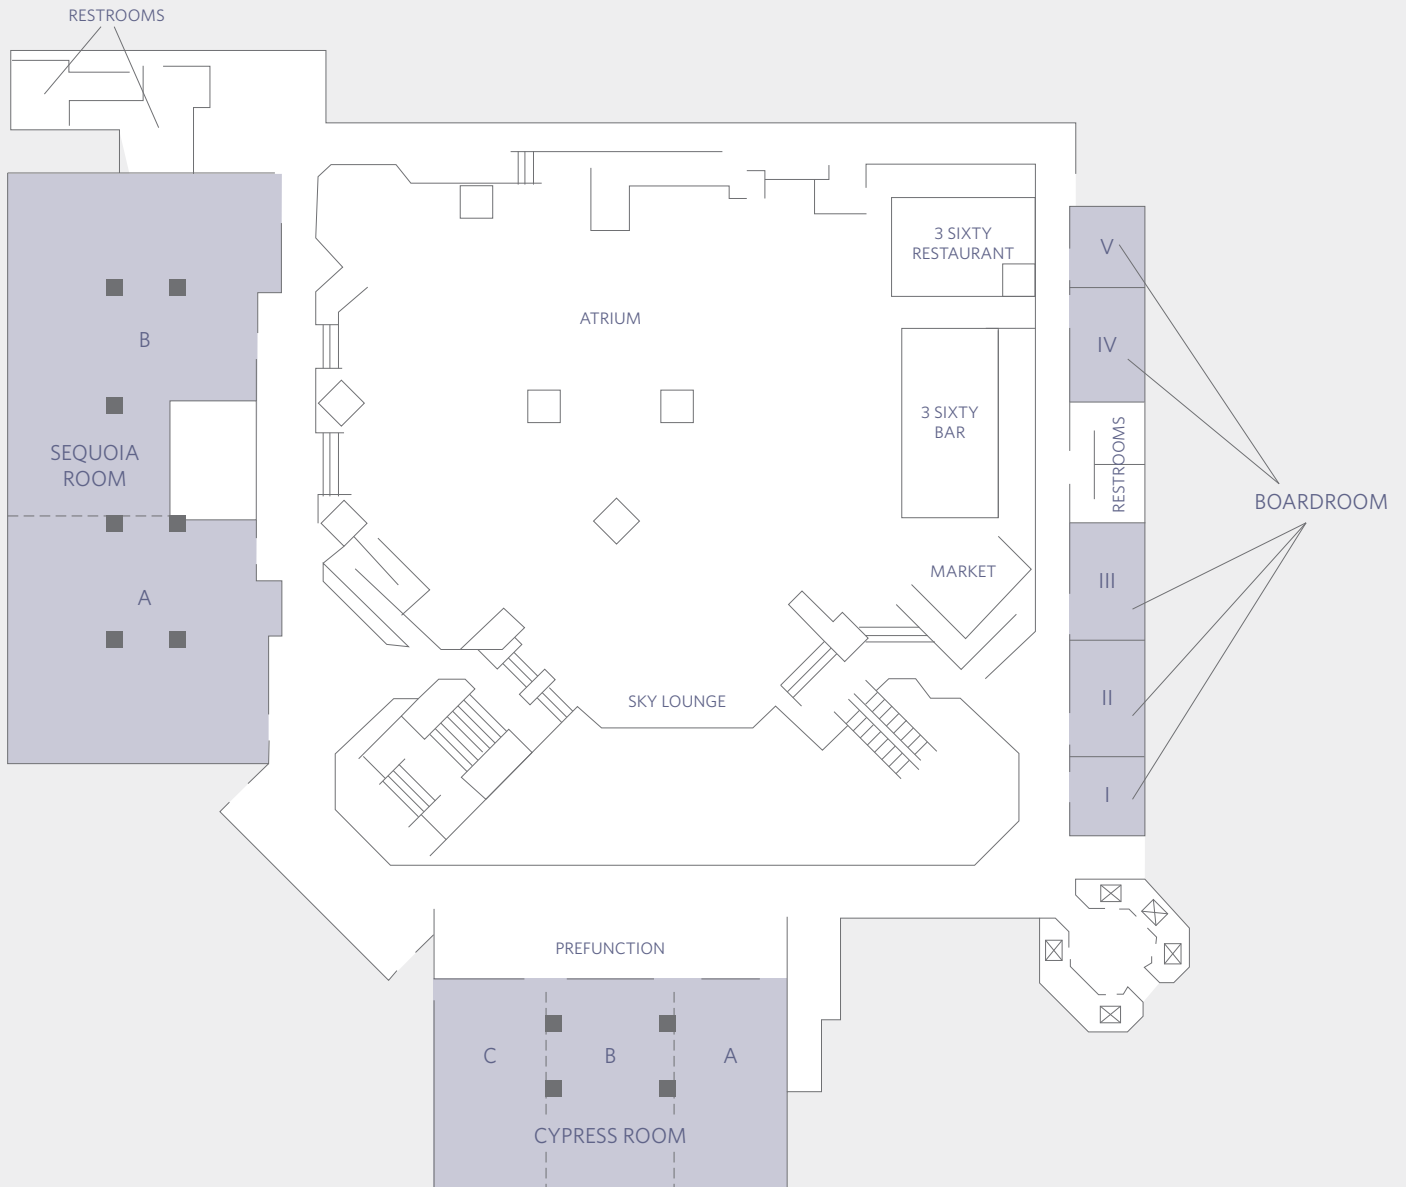 RESTROOMS
3 SIXTY
RESTAURANT
V
ATRIUM
B
IV
3 SIXTY
BAR
SEQUOIA
ROOM
RESTROOMS
BOARDROOM
MARKET
III
A
SKY LOUNGE
II
I
PREFUNCTION
C
B
A
CYPRESS ROOM